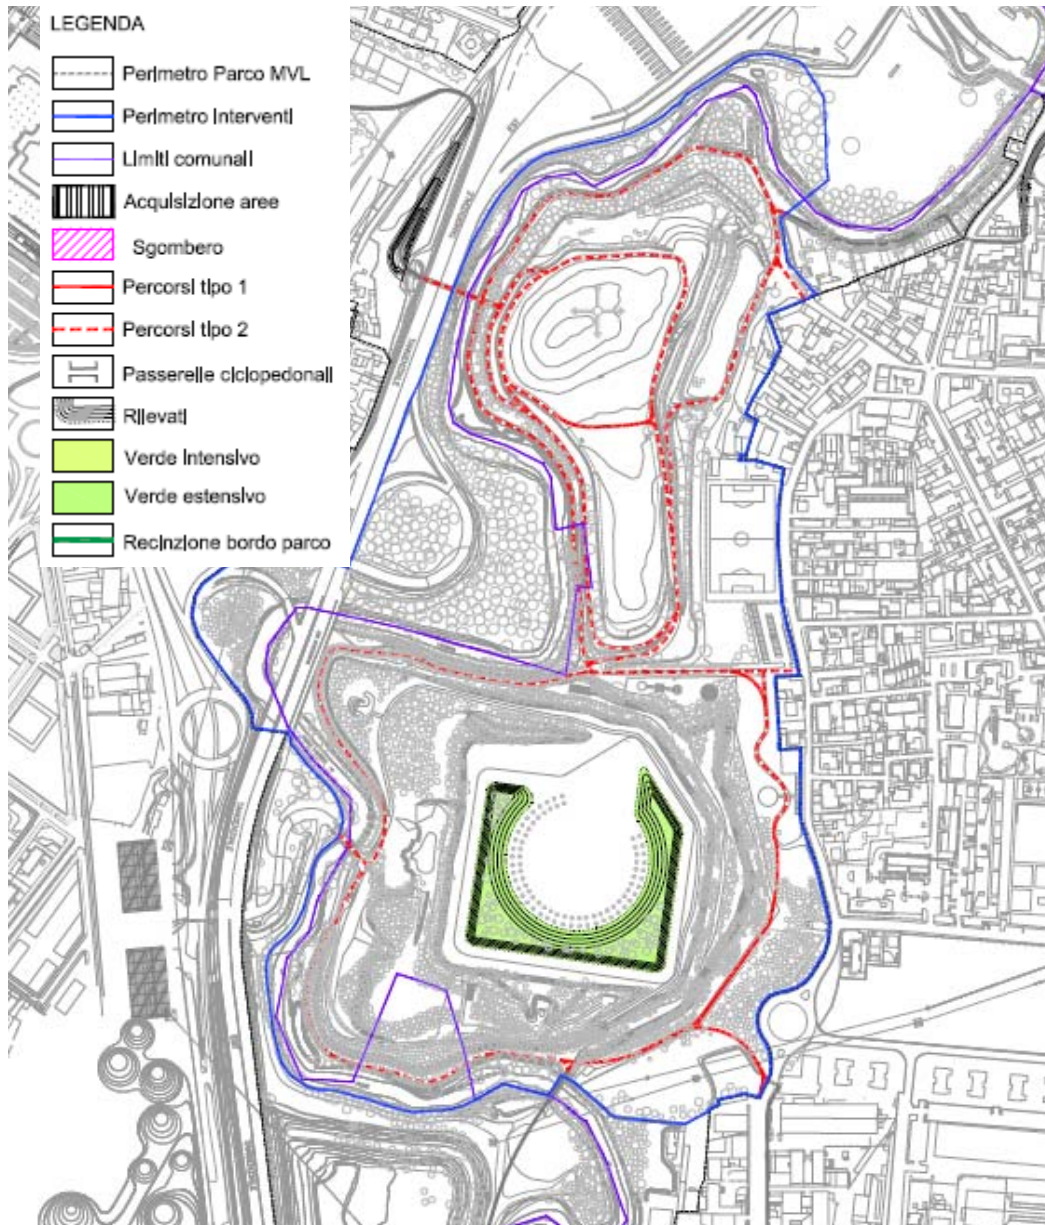 LEGENDA
Perimetro Parco MVL
Perimetro Interventi
Limiti comunali
Acquisizione aree
Sgombero
Percorsi tipo 1
Percorsi tipo 2
Passerelle ciclopedonali
Rilevati
Verde intensivo
Verde estensivo
Recinzione bordo parco